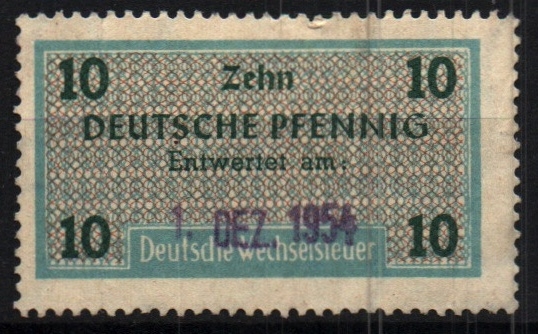 10 Zehn 10
DEUTSCHE PFENNIG
Entwertet am:
1. DEZ. 1954
10 10
Deutsche Wechselsteuer